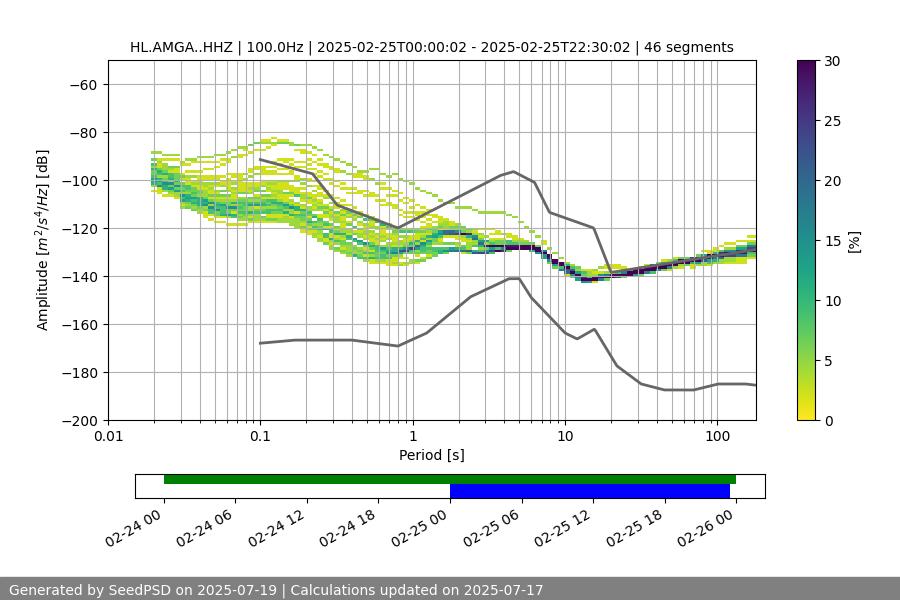 HL.AMGA..HHZ | 100.0Hz | 2025-02-25T00:00:02 - 2025-02-25T22:30:02 | 46 segments
Amplitude [m²/s⁴/Hz] [dB]
−60
−80
−100
−120
−140
−160
−180
−200
0.01 0.1 1 10 100
Period [s]
30
25
20
15
10
5
0
[%]
02-24 00 02-24 06 02-24 12 02-24 18 02-25 00 02-25 06 02-25 12 02-25 18 02-26 00
Generated by SeedPSD on 2025-07-19 | Calculations updated on 2025-07-17